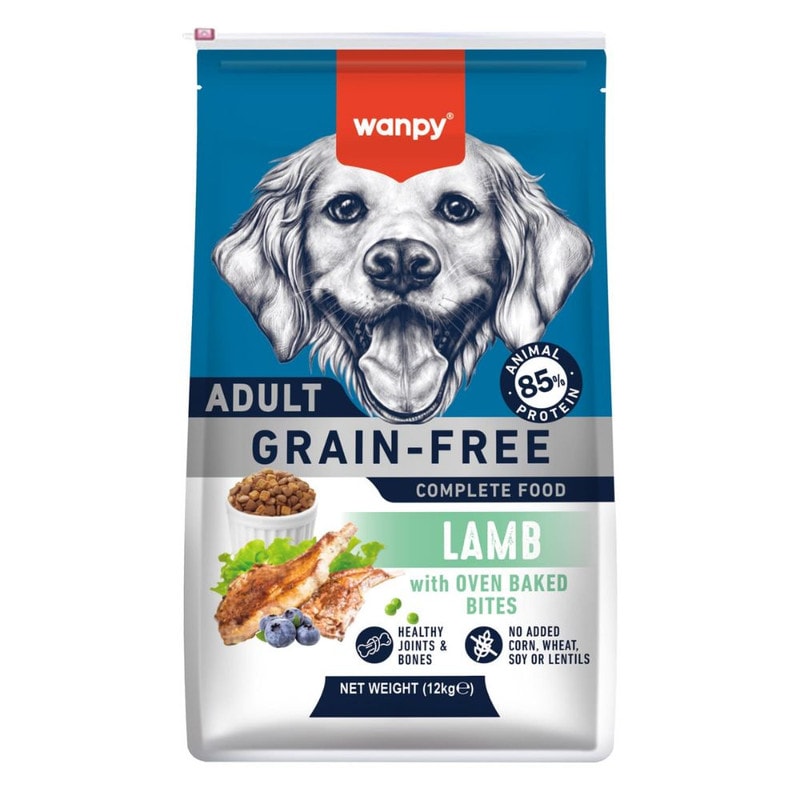 wanpy®
ANIMAL
85%
PROTEIN
ADULT
GRAIN-FREE
COMPLETE FOOD
LAMB
with OVEN BAKED
BITES
HEALTHY
JOINTS &
BONES
NO ADDED
CORN, WHEAT,
SOY OR LENTILS
NET WEIGHT (12kg℮)